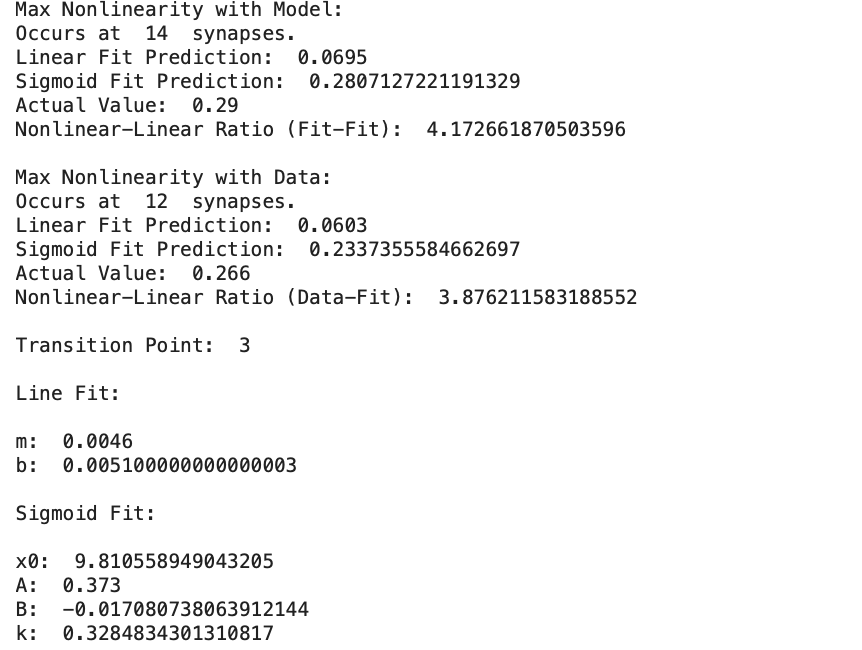 Max Nonlinearity with Model:
Occurs at  14  synapses.
Linear Fit Prediction:  0.0695
Sigmoid Fit Prediction:  0.2807127221191329
Actual Value:  0.29
Nonlinear-Linear Ratio (Fit-Fit):  4.172661870503596
Max Nonlinearity with Data:
Occurs at  12  synapses.
Linear Fit Prediction:  0.0603
Sigmoid Fit Prediction:  0.2337355584662697
Actual Value:  0.266
Nonlinear-Linear Ratio (Data-Fit):  3.876211583188552
Transition Point:  3
Line Fit:
m:  0.0046
b:  0.005100000000000003
Sigmoid Fit:
x0:  9.810558949043205
A:  0.373
B:  -0.017080738063912144
k:  0.3284834301310817